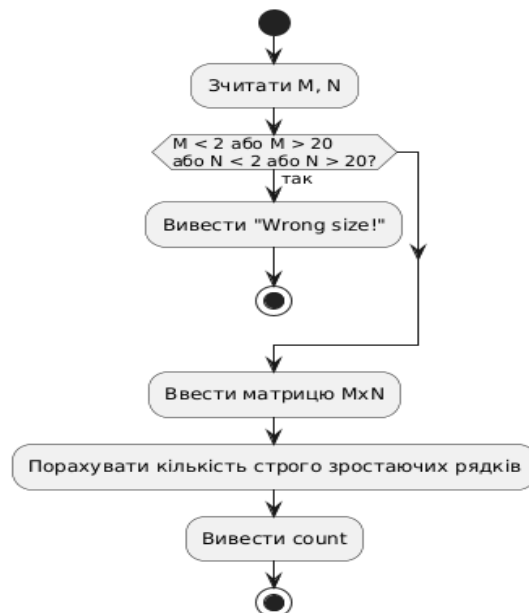 Зчитати M, N
M < 2 або M > 20
або N < 2 або N > 20?
так
Вивести "Wrong size!"
Ввести матрицю MxN
Порахувати кількість строго зростаючих рядків
Вивести count